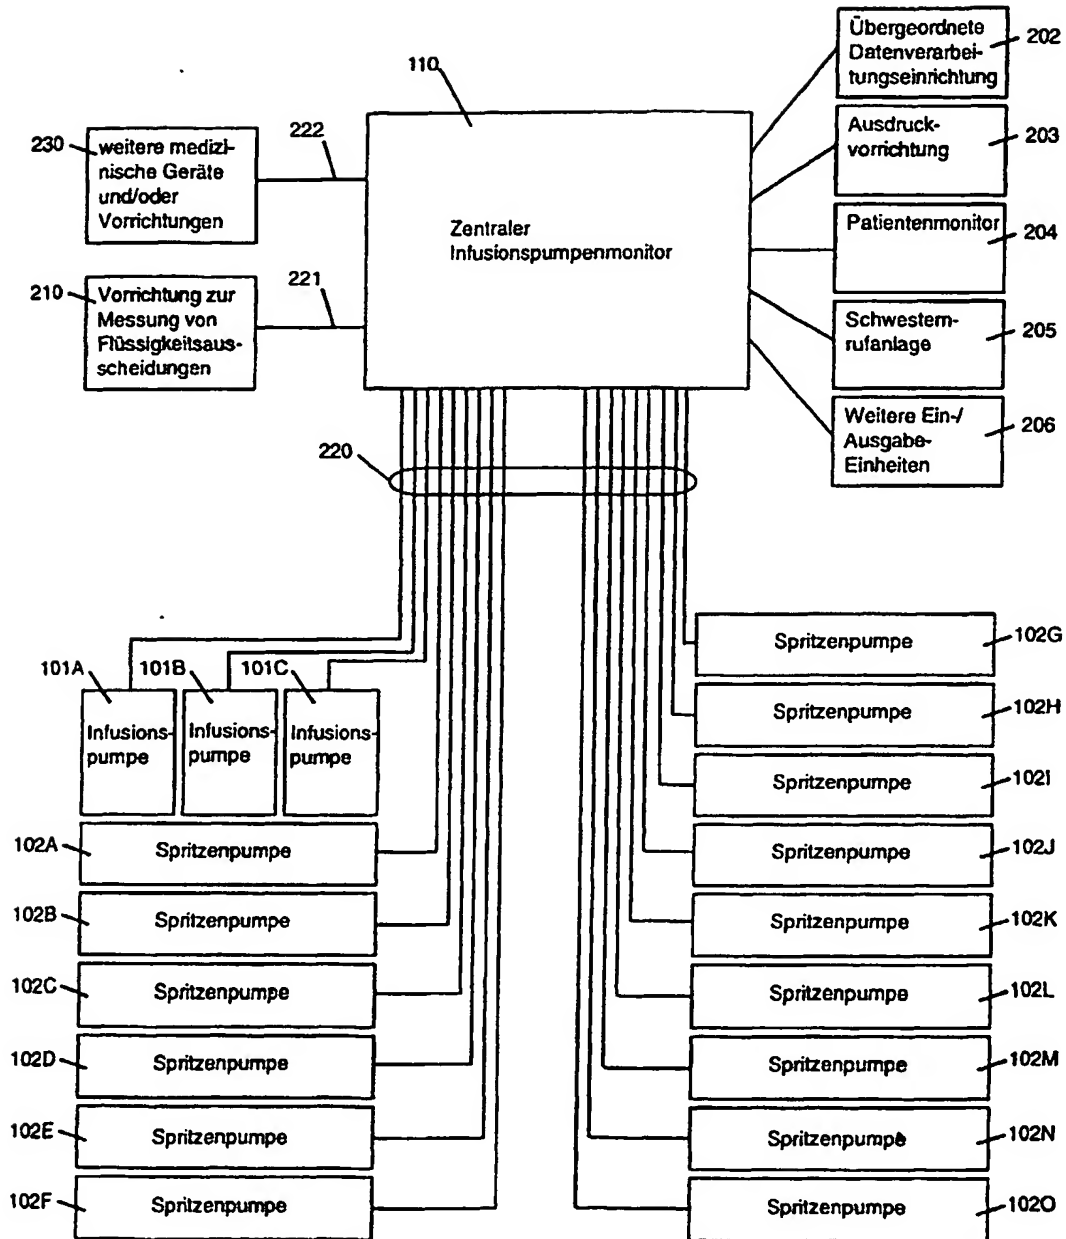 110
222
230
weitere medizi-
nische Geräte
und/oder
Vorrichtungen
221
210
Vorrichtung zur
Messung von
Flüssigkeitsaus-
scheidungen
Zentraler
Infusionspumpenmonitor
Übergeordnete
Datenverarbei-
tungseinrichtung
202
Ausdruck-
vorrichtung
203
Patientenmonitor
204
Schwestern-
rufanlage
205
Weitere Ein-/
Ausgabe-
Einheiten
206
220
101A
Infusions-
pumpe
101B
Infusions-
pumpe
101C
Infusions-
pumpe
102A
Spritzenpumpe
102B
Spritzenpumpe
102C
Spritzenpumpe
102D
Spritzenpumpe
102E
Spritzenpumpe
102F
Spritzenpumpe
Spritzenpumpe
102G
Spritzenpumpe
102H
Spritzenpumpe
102I
Spritzenpumpe
102J
Spritzenpumpe
102K
Spritzenpumpe
102L
Spritzenpumpe
102M
Spritzenpumpe
102N
Spritzenpumpe
102O